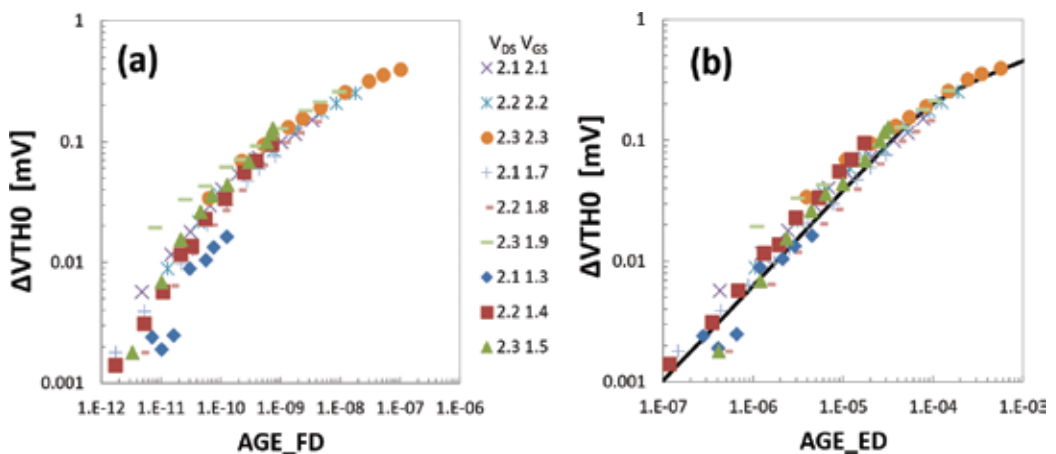 (a)
ΔVTH0 [mV]
1
0.1
0.01
0.001
1.E-12 1.E-11 1.E-10 1.E-09 1.E-08 1.E-07 1.E-06
AGE_FD
VDS VGS
2.1 2.1
2.2 2.2
2.3 2.3
2.1 1.7
2.2 1.8
2.3 1.9
2.1 1.3
2.2 1.4
2.3 1.5
(b)
ΔVTH0 [mV]
1
0.1
0.01
0.001
1.E-07 1.E-06 1.E-05 1.E-04 1.E-03
AGE_ED